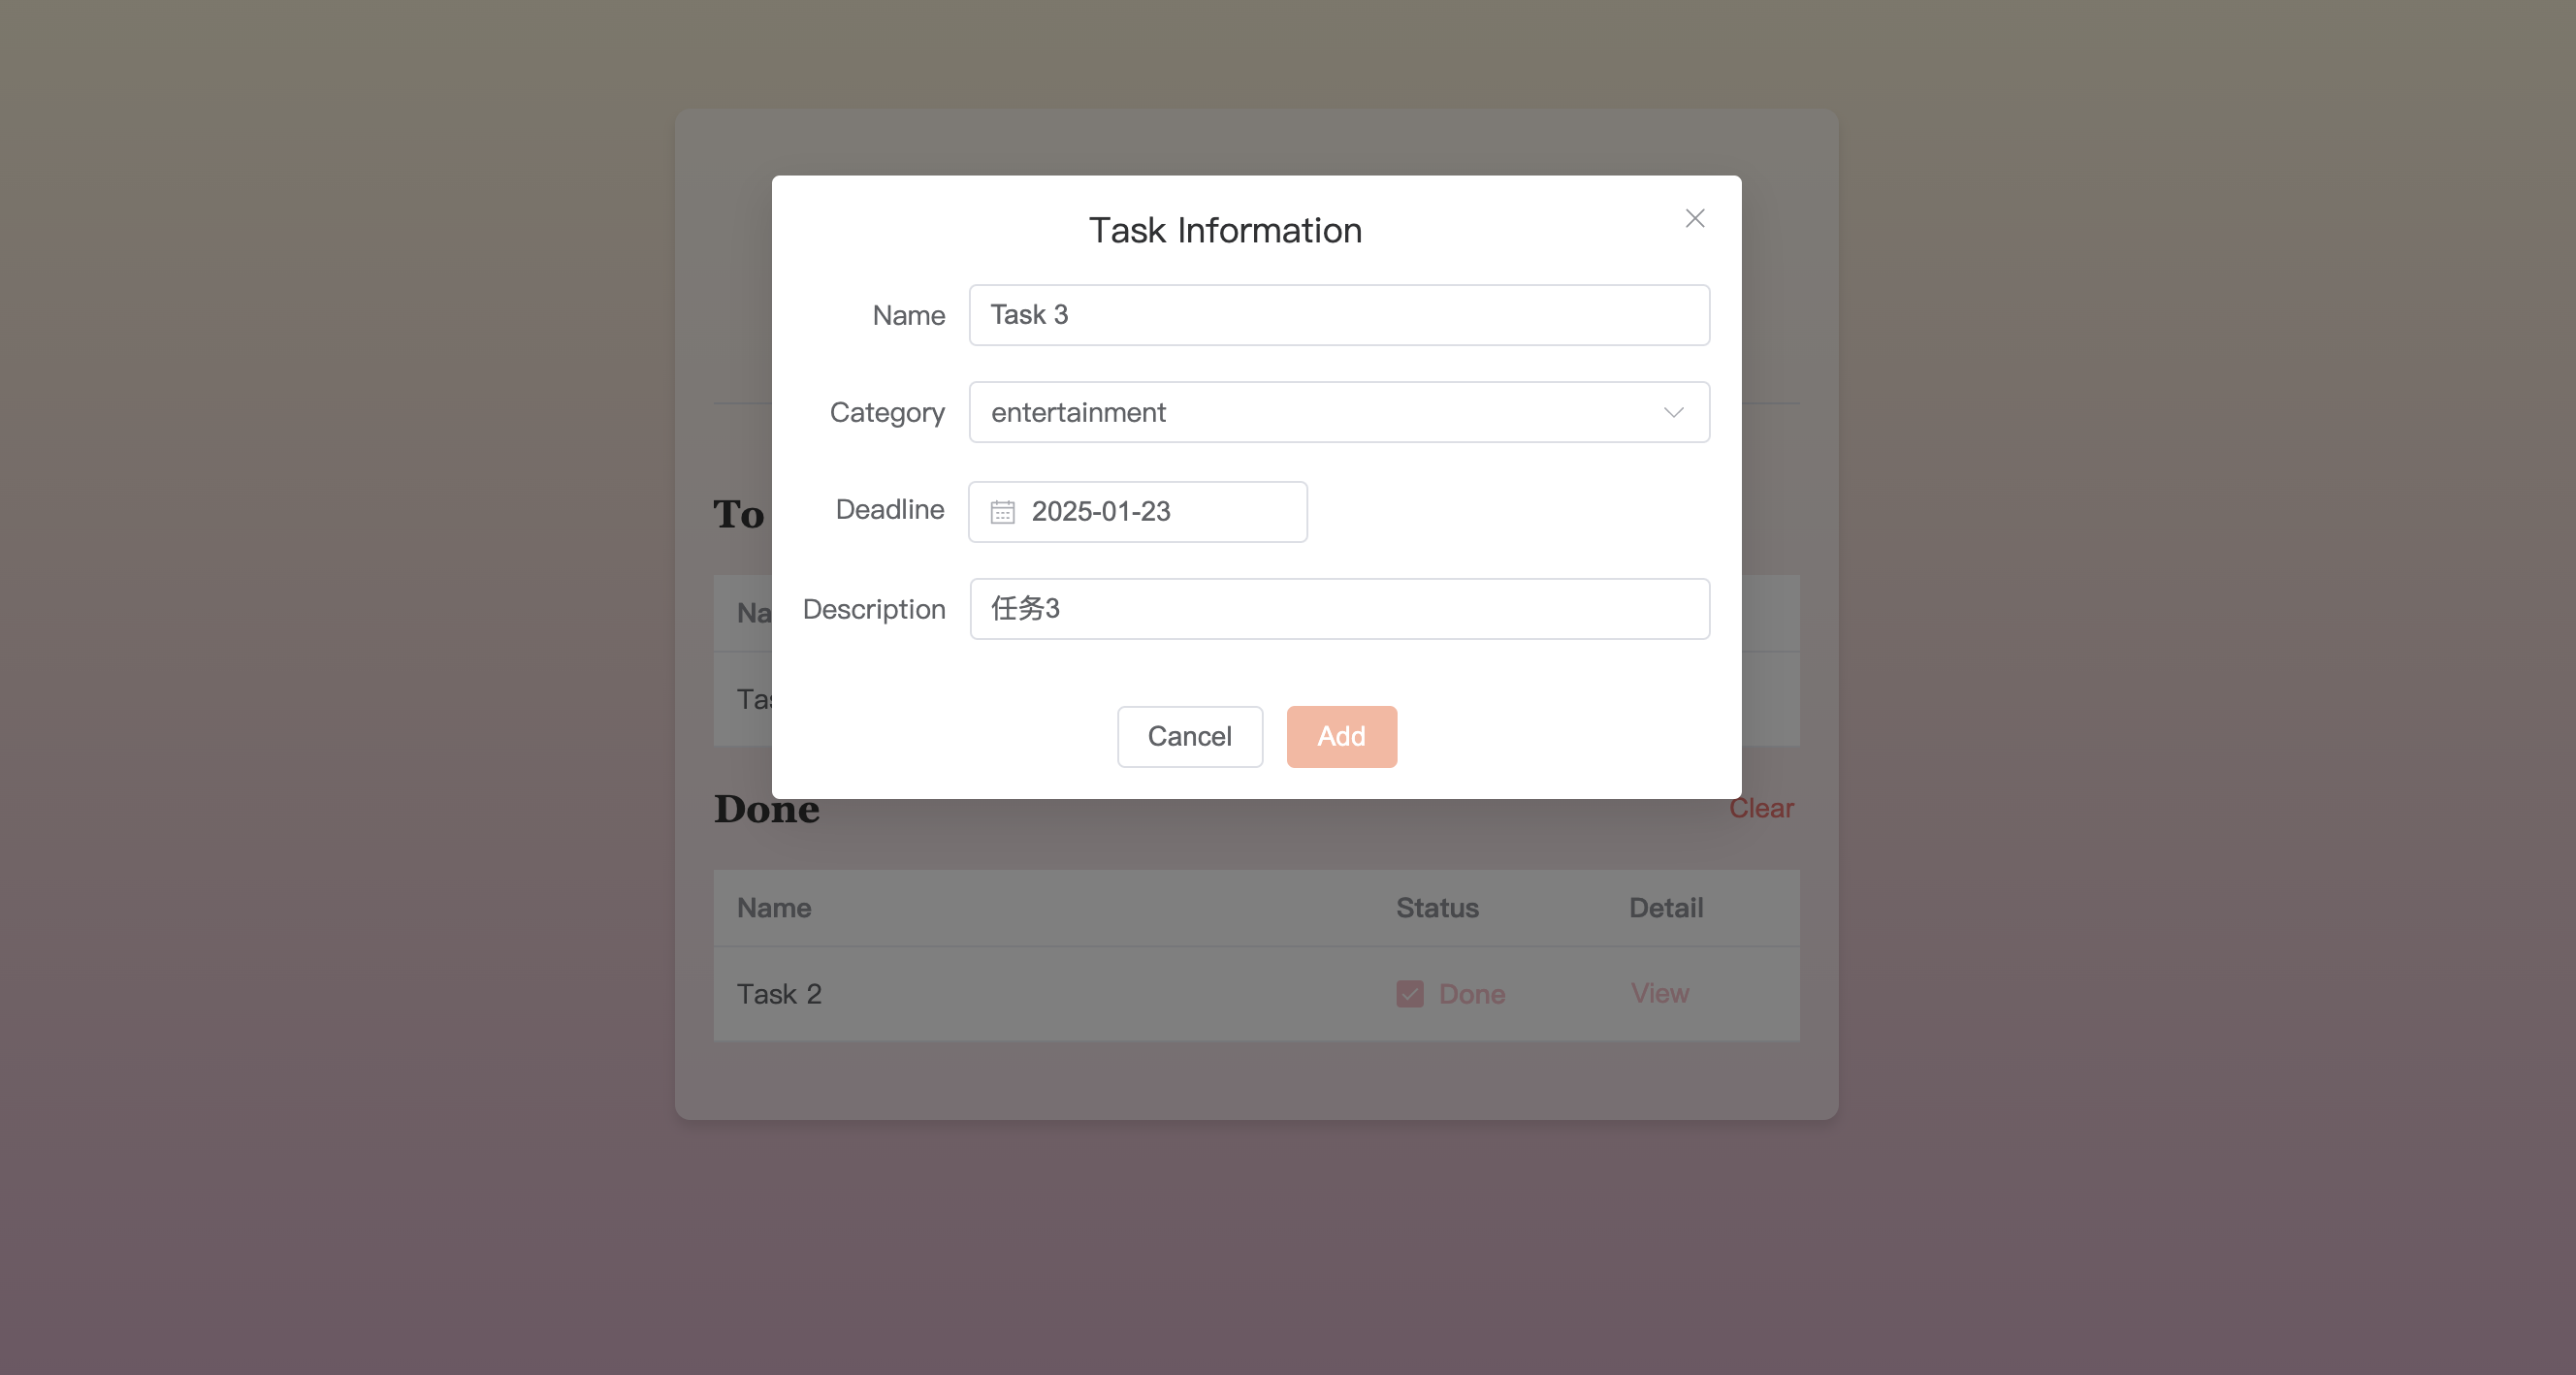 Task Information
Name Task 3
Category entertainment
Deadline 2025-01-23
Description 任务3
Cancel Add
To
Na
Tas
Done Clear
Name Status Detail
Task 2 Done View